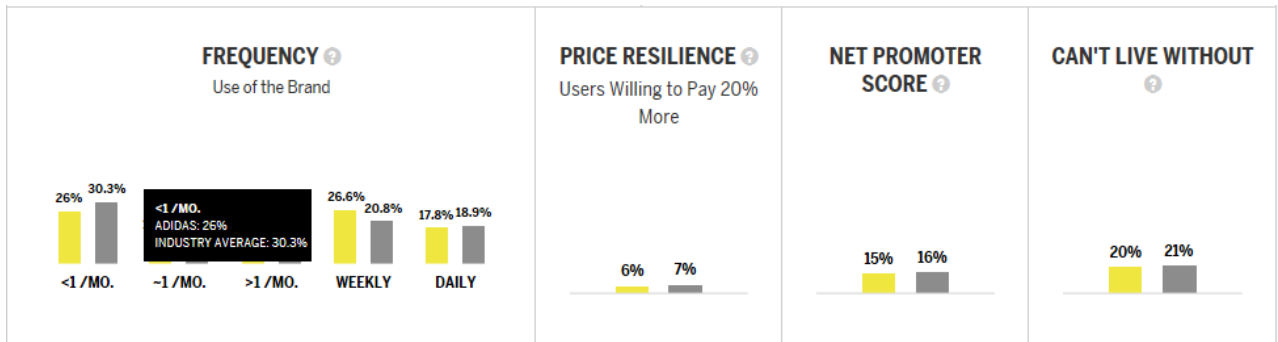 FREQUENCY ?
Use of the Brand
26% 30.3%
<1 /MO.
ADIDAS: 26%
INDUSTRY AVERAGE: 30.3%
26.6% 20.8%
17.8% 18.9%
<1 /MO. ~1 /MO. >1 /MO. WEEKLY DAILY
PRICE RESILIENCE ?
Users Willing to Pay 20%
More
6% 7%
NET PROMOTER
SCORE ?
15% 16%
CAN'T LIVE WITHOUT
?
20% 21%